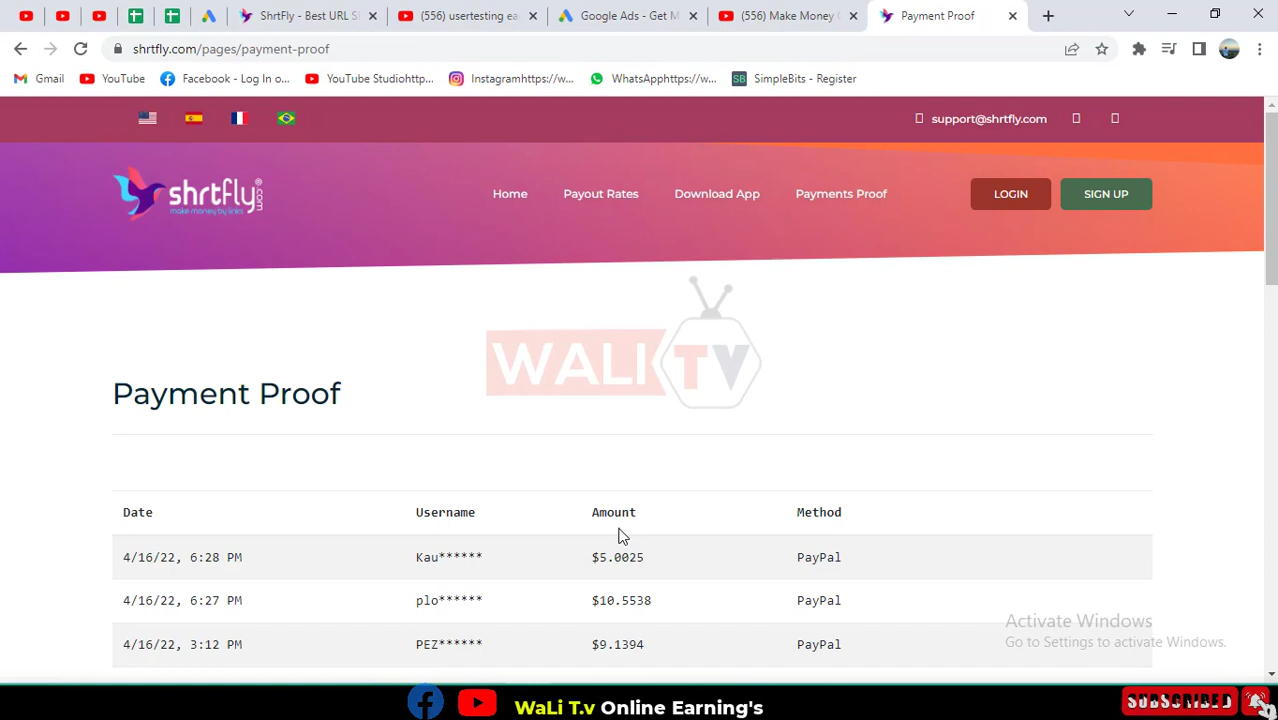 ShrtFly - Best URL S
(556) usertesting ea
Google Ads - Get M
(556) Make Money
Payment Proof
shrtfly.com/pages/payment-proof
Gmail
YouTube
Facebook - Log In o...
YouTube Studiohttp...
Instagramhttps://w...
WhatsApphttps://w...
SB SimpleBits - Register
support@shrtfly.com
shrtfly.com®
make money by links
Home
Payout Rates
Download App
Payments Proof
LOGIN
SIGN UP
WALI TV
Payment Proof
Date Username Amount Method
4/16/22, 6:28 PM Kau****** $5.0025 PayPal
4/16/22, 6:27 PM plo****** $10.5538 PayPal
4/16/22, 3:12 PM PEZ****** $9.1394 PayPal
Activate Windows
Go to Settings to activate Windows.
WaLi T.v Online Earning's
SUBSCRIBED